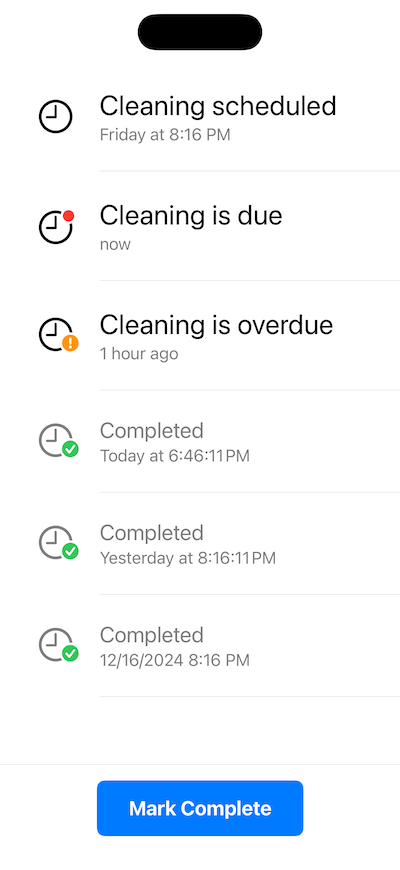 Cleaning scheduled
Friday at 8:16 PM
Cleaning is due
now
Cleaning is overdue
1 hour ago
Completed
Today at 6:46:11 PM
Completed
Yesterday at 8:16:11 PM
Completed
12/16/2024 8:16 PM
Mark Complete